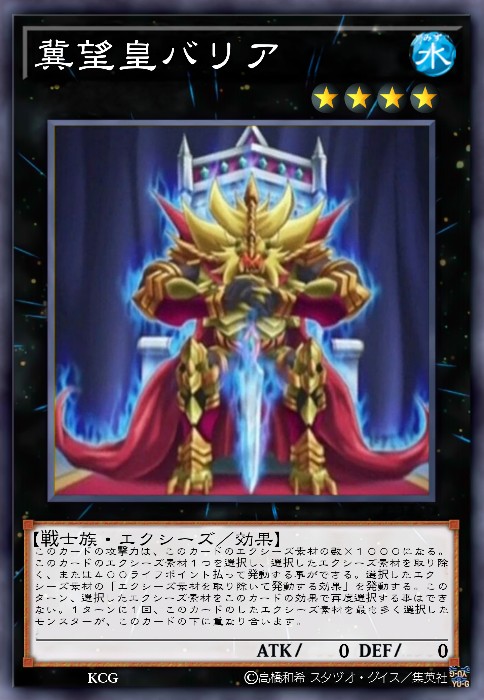 冀望皇バリア
みず
水
【戦士族・エクシーズ／効果】
このカードの攻撃力は、このカードのエクシーズ素材の数×１０００になる。
このカードのエクシーズ素材１つを選択し、選択したエクシーズ素材を取り除
く、または４００ライフポイント払って発動する事ができる。選択したエク
シーズ素材の「エクシーズ素材を取り除いて発動する効果」を発動する。この
ターン、選択したエクシーズ素材をこのカードの効果で再度選択する事はでき
ない。１ターンに１回、このカードのしたエクシーズ素材を最も多く選択した
モンスターが、このカードの下に重なり合います。
ATK/ 0 DEF/ 0
KCG
©高橋和希 スタジオ・ダイス／集英社